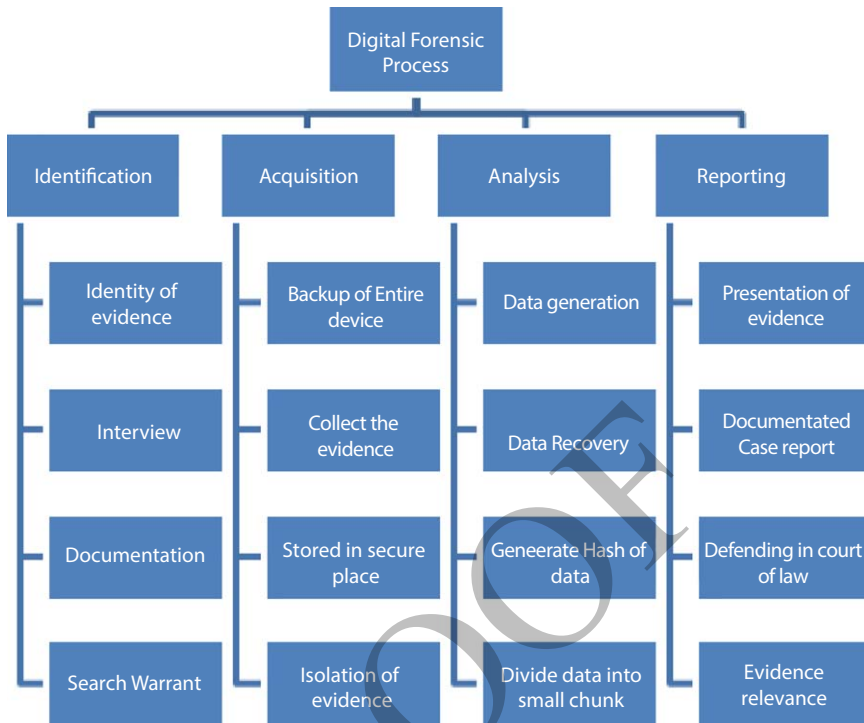 Digital Forensic
Process
Identification
Acquisition
Analysis
Reporting
Identity of
evidence
Backup of Entire
device
Data generation
Presentation of
evidence
Interview
Collect the
evidence
Data Recovery
Documentated
Case report
Documentation
Stored in secure
place
Geneerate Hash of
data
Defending in court
of law
Search Warrant
Isolation of
evidence
Divide data into
small chunk
Evidence
relevance
OOF